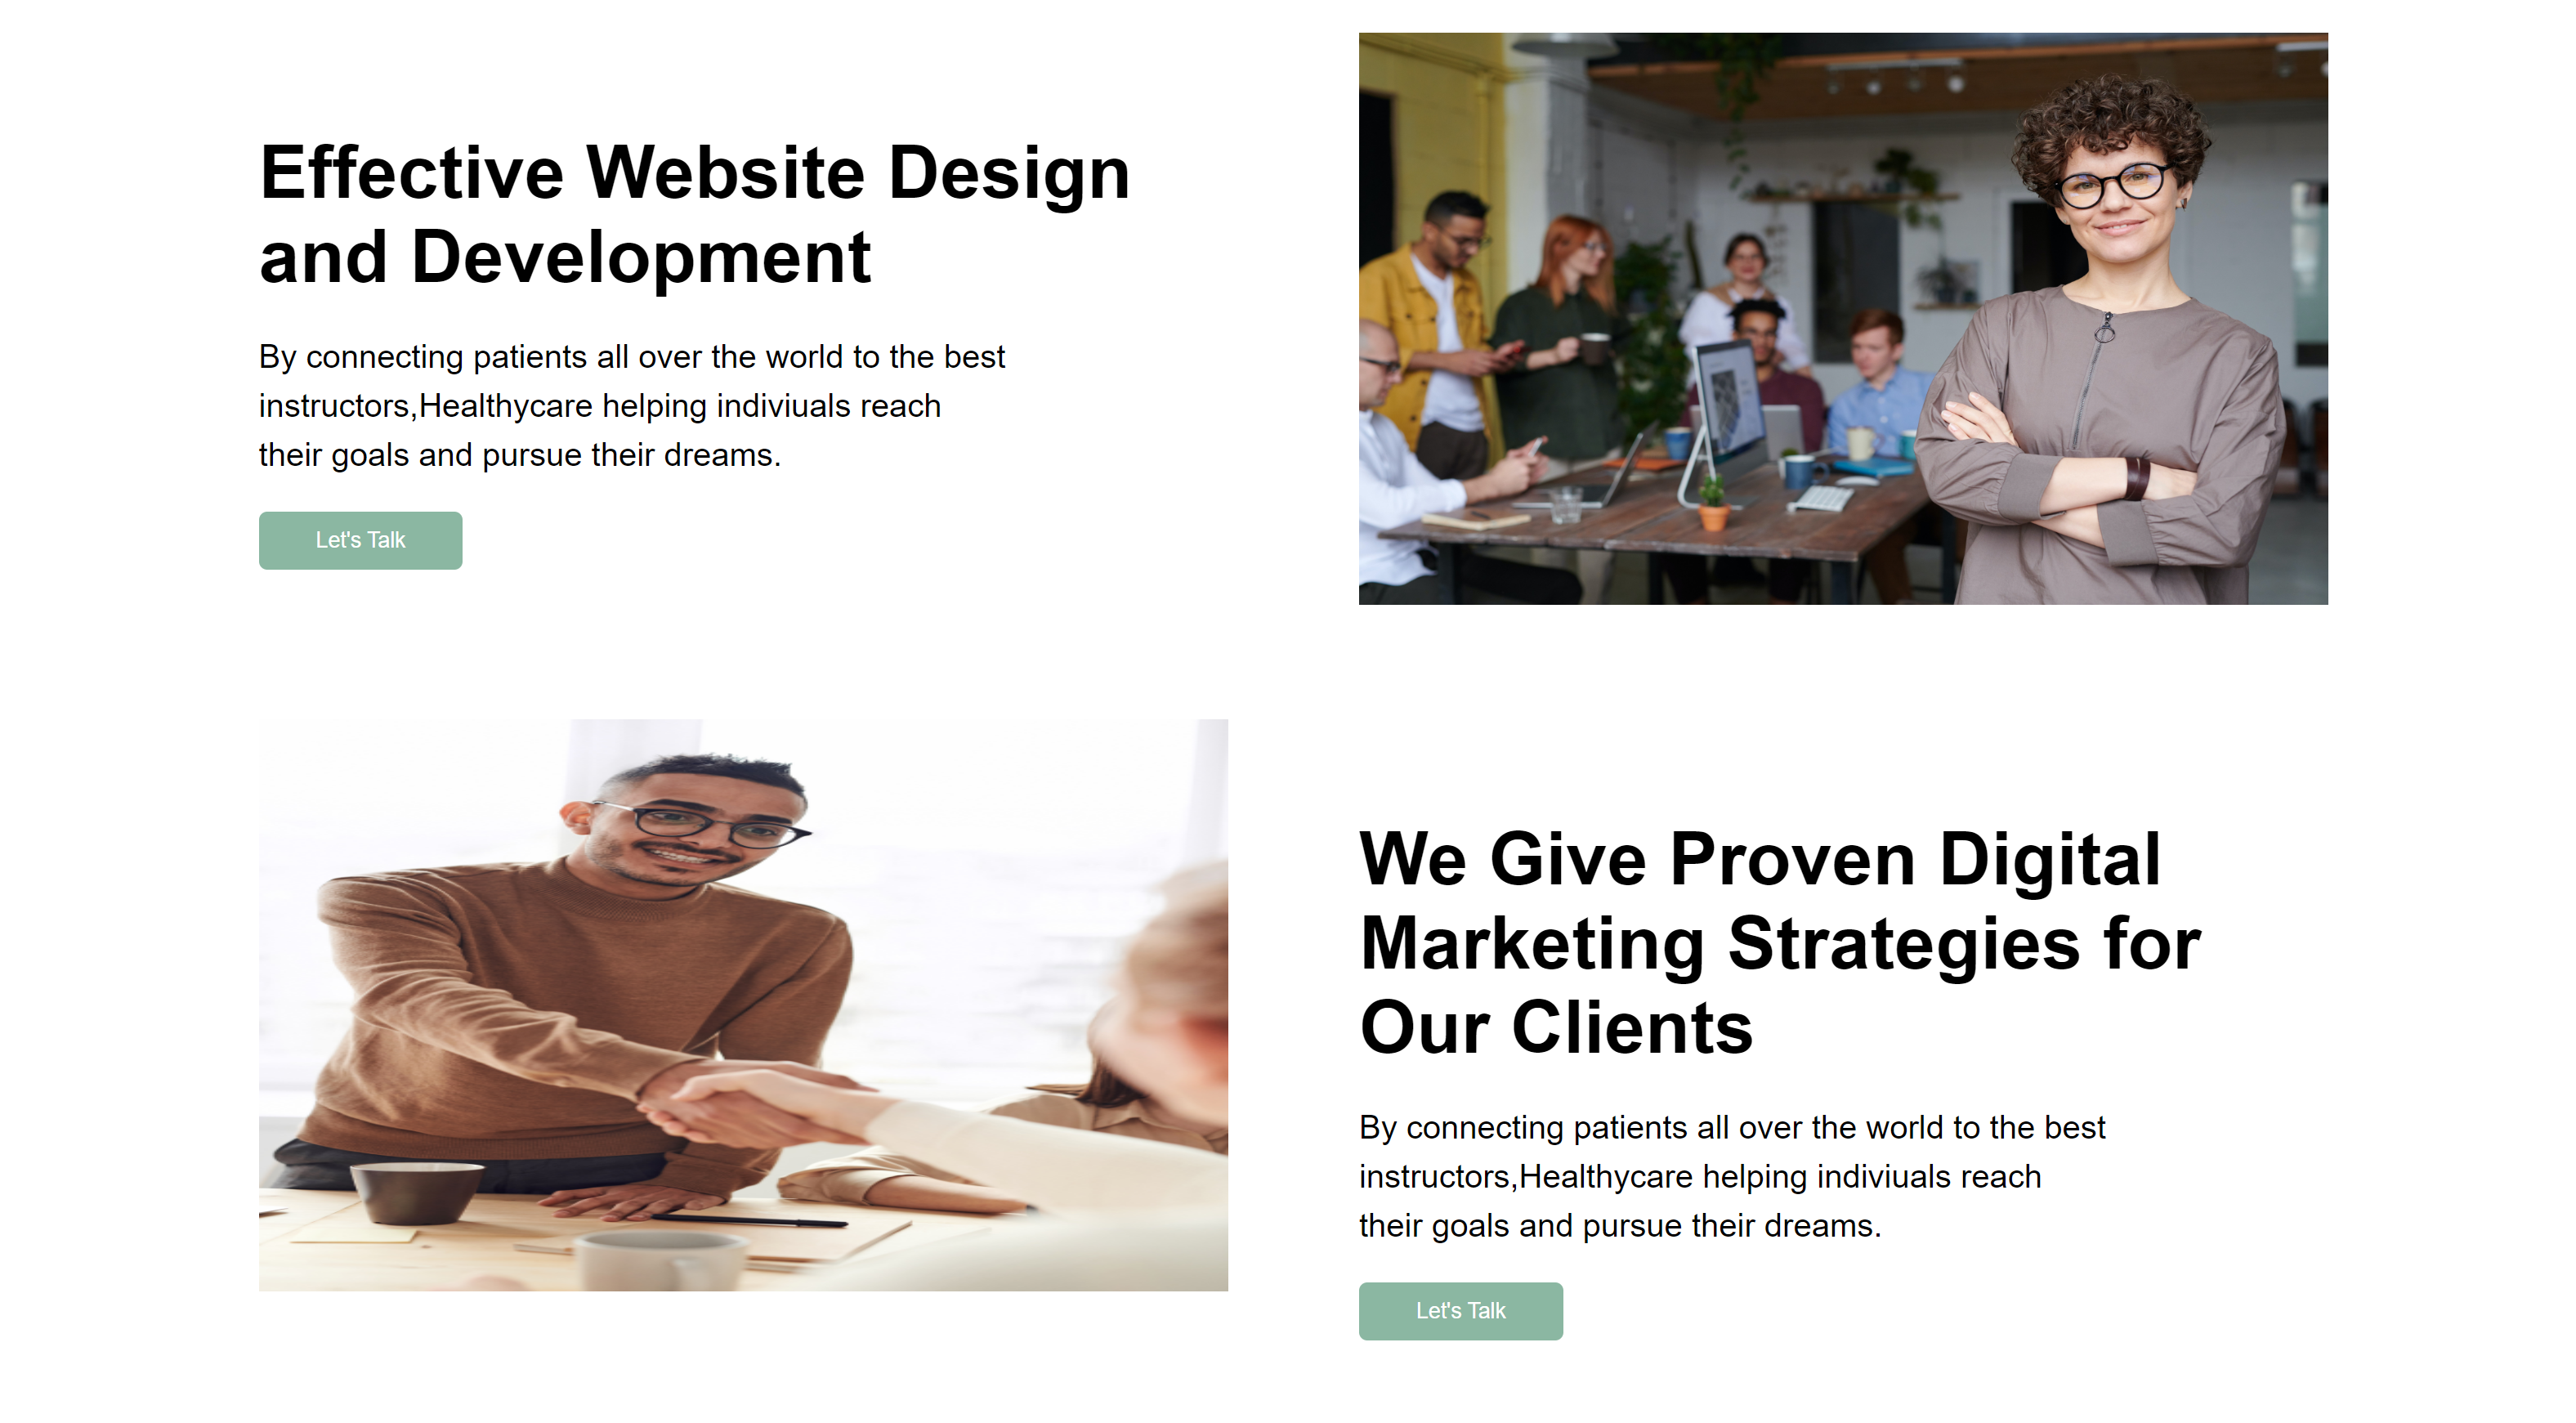 Effective Website Design
and Development
By connecting patients all over the world to the best
instructors,Healthycare helping indiviuals reach
their goals and pursue their dreams.
Let's Talk
We Give Proven Digital
Marketing Strategies for
Our Clients
By connecting patients all over the world to the best
instructors,Healthycare helping indiviuals reach
their goals and pursue their dreams.
Let's Talk